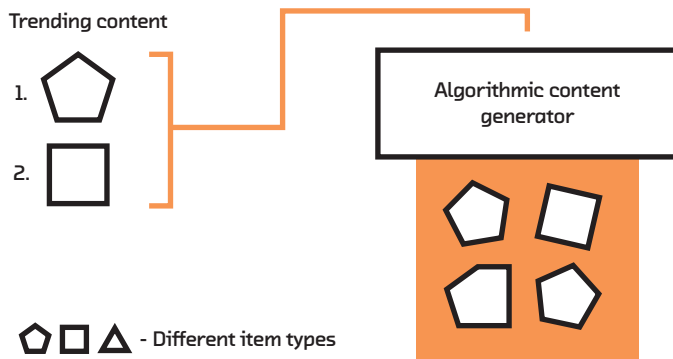 Trending content
1.
2.
Algorithmic content
generator
- Different item types